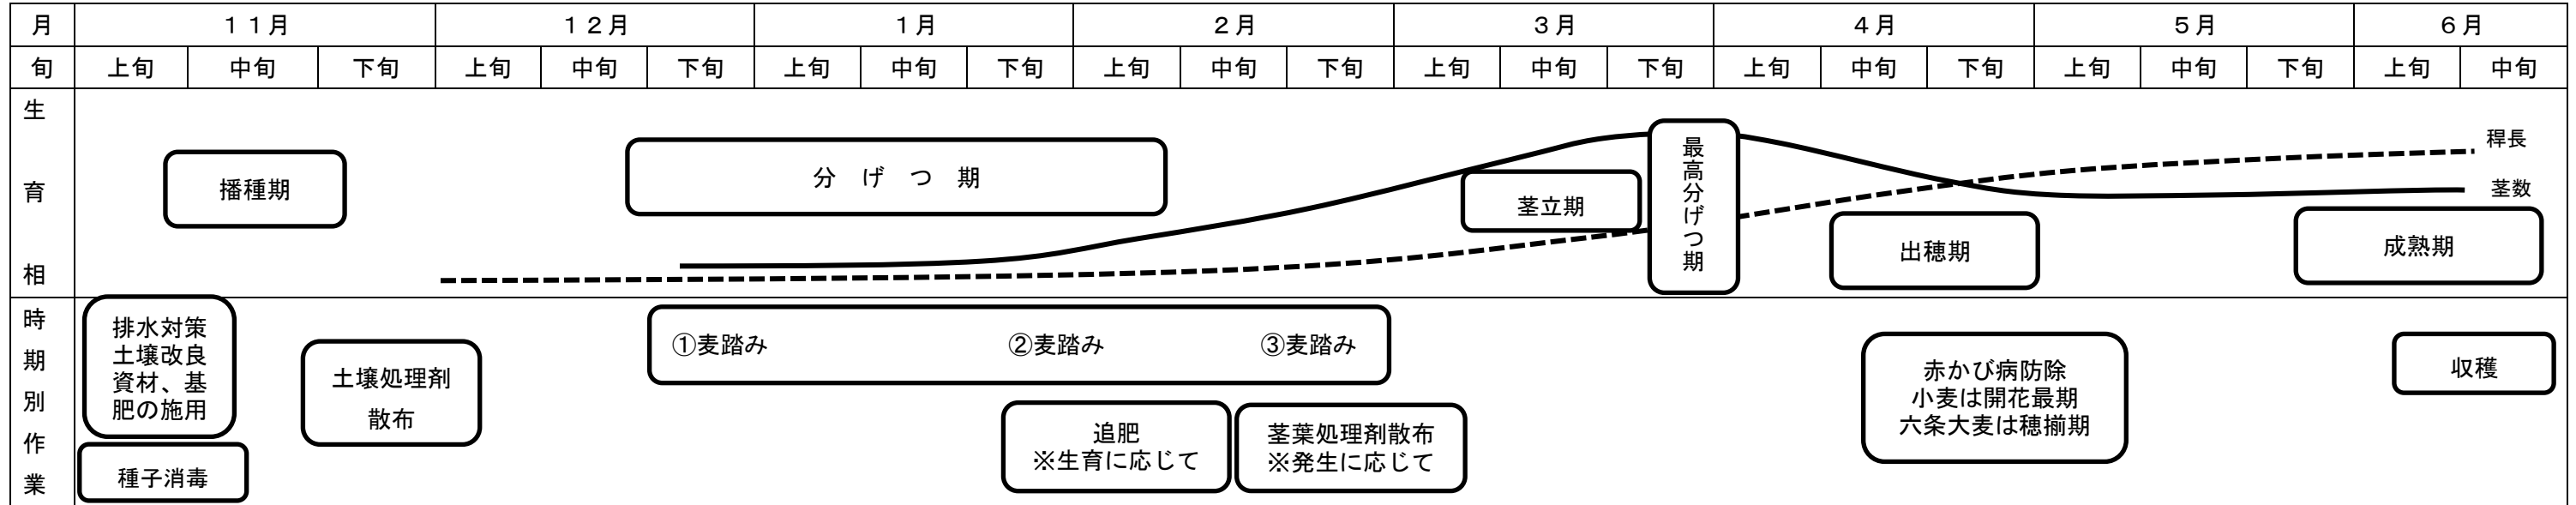 月 １１月 １２月 １月 ２月 ３月 ４月 ５月 ６月
旬 上旬 中旬 下旬 上旬 中旬 下旬 上旬 中旬 下旬 上旬 中旬 下旬 上旬 中旬 下旬 上旬 中旬 下旬 上旬 中旬 下旬 上旬 中旬
生育相
播種期
分げつ期
茎立期
最高分げつ期
出穂期
成熟期
稈長
茎数
時期別作業
排水対策
土壌改良
資材、基
肥の施用
種子消毒
土壌処理剤
散布
①麦踏み ②麦踏み ③麦踏み
追肥
※生育に応じて
茎葉処理剤散布
※発生に応じて
赤かび病防除
小麦は開花最期
六条大麦は穂揃期
収穫